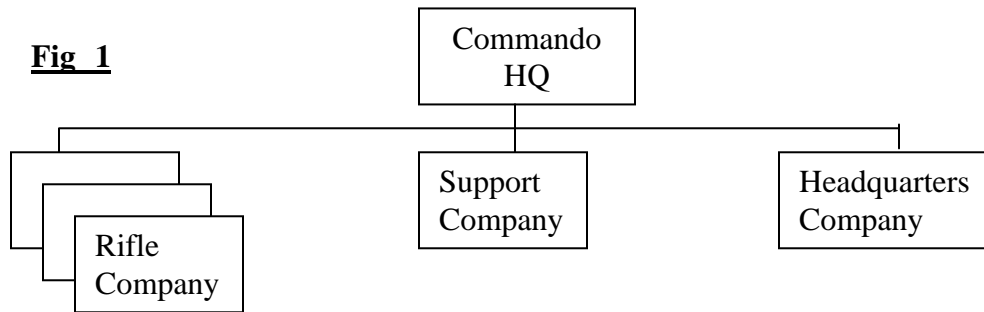 Fig 1
Commando
HQ
Support
Company
Headquarters
Company
Rifle
Company